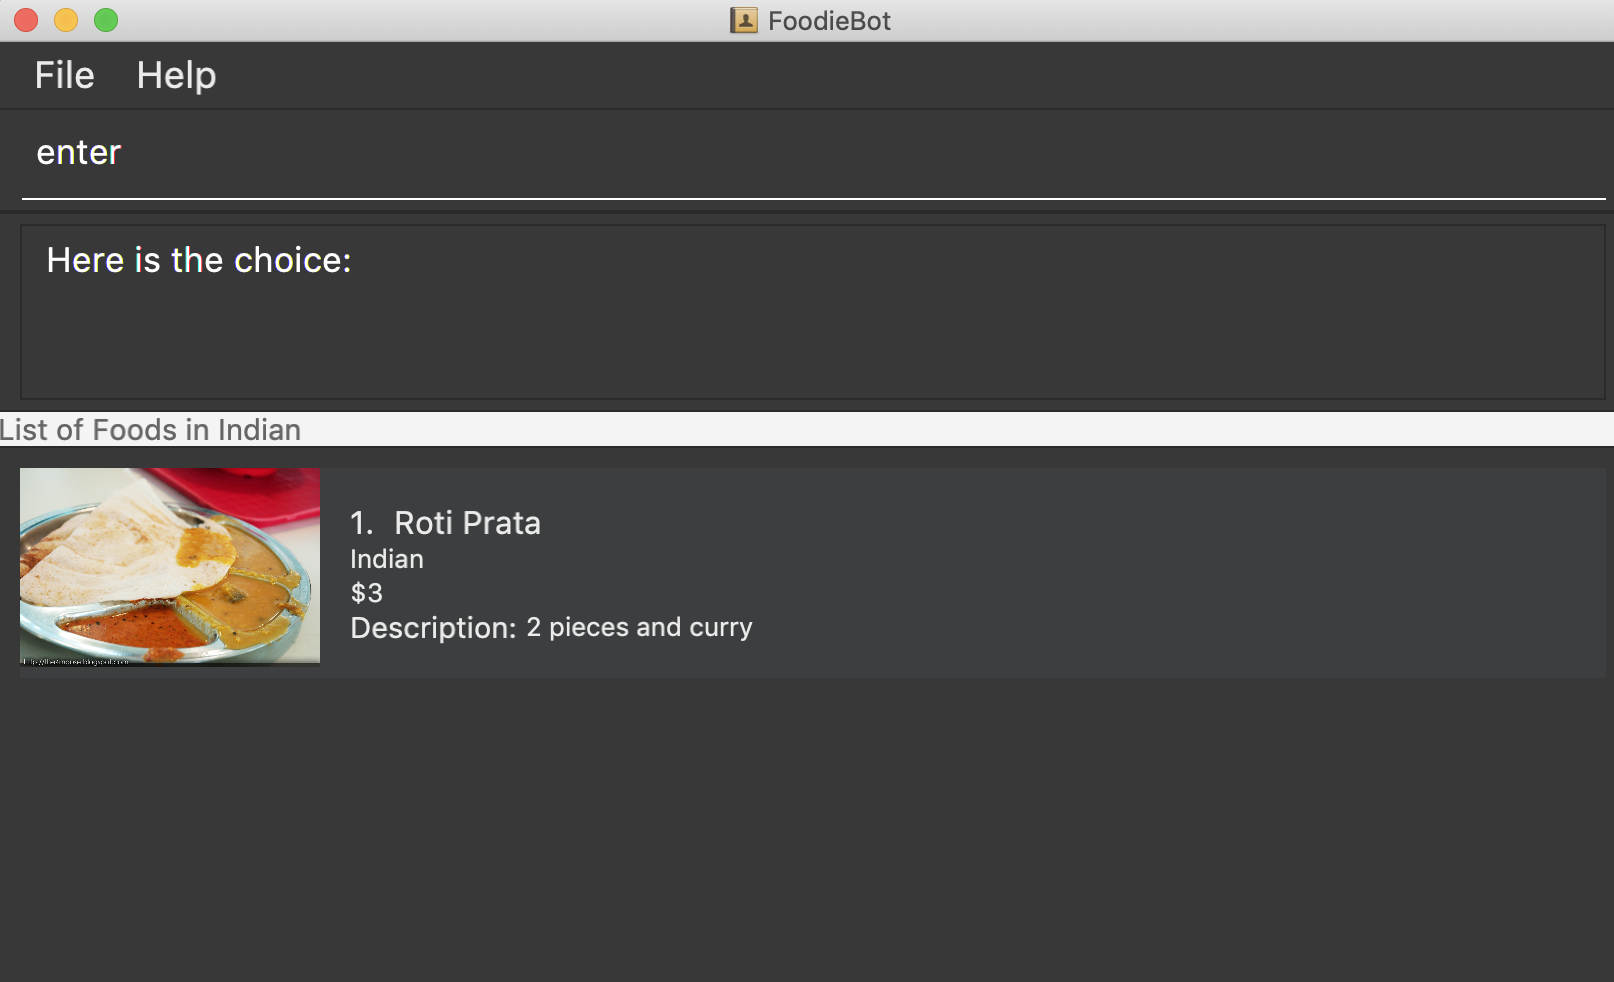 FoodieBot
File Help
enter
Here is the choice:
List of Foods in Indian
1. Roti Prata
Indian
$3
Description: 2 pieces and curry